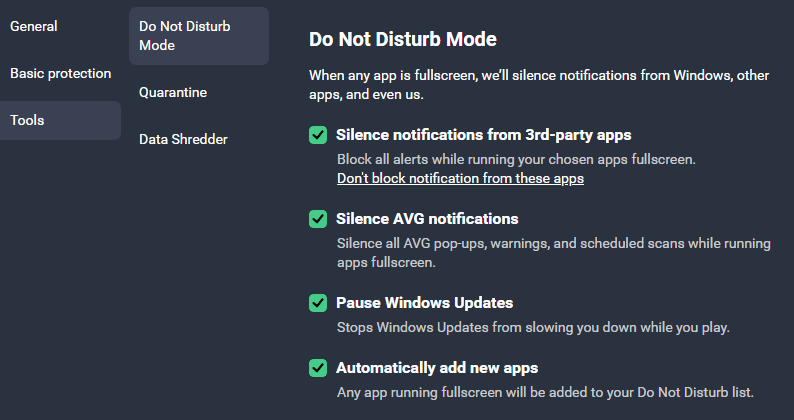 General
Basic protection
Tools
Do Not Disturb
Mode
Quarantine
Data Shredder
Do Not Disturb Mode
When any app is fullscreen, we'll silence notifications from Windows, other
apps, and even us.
Silence notifications from 3rd-party apps
Block all alerts while running your chosen apps fullscreen.
Don't block notification from these apps
Silence AVG notifications
Silence all AVG pop-ups, warnings, and scheduled scans while running
apps fullscreen.
Pause Windows Updates
Stops Windows Updates from slowing you down while you play.
Automatically add new apps
Any app running fullscreen will be added to your Do Not Disturb list.